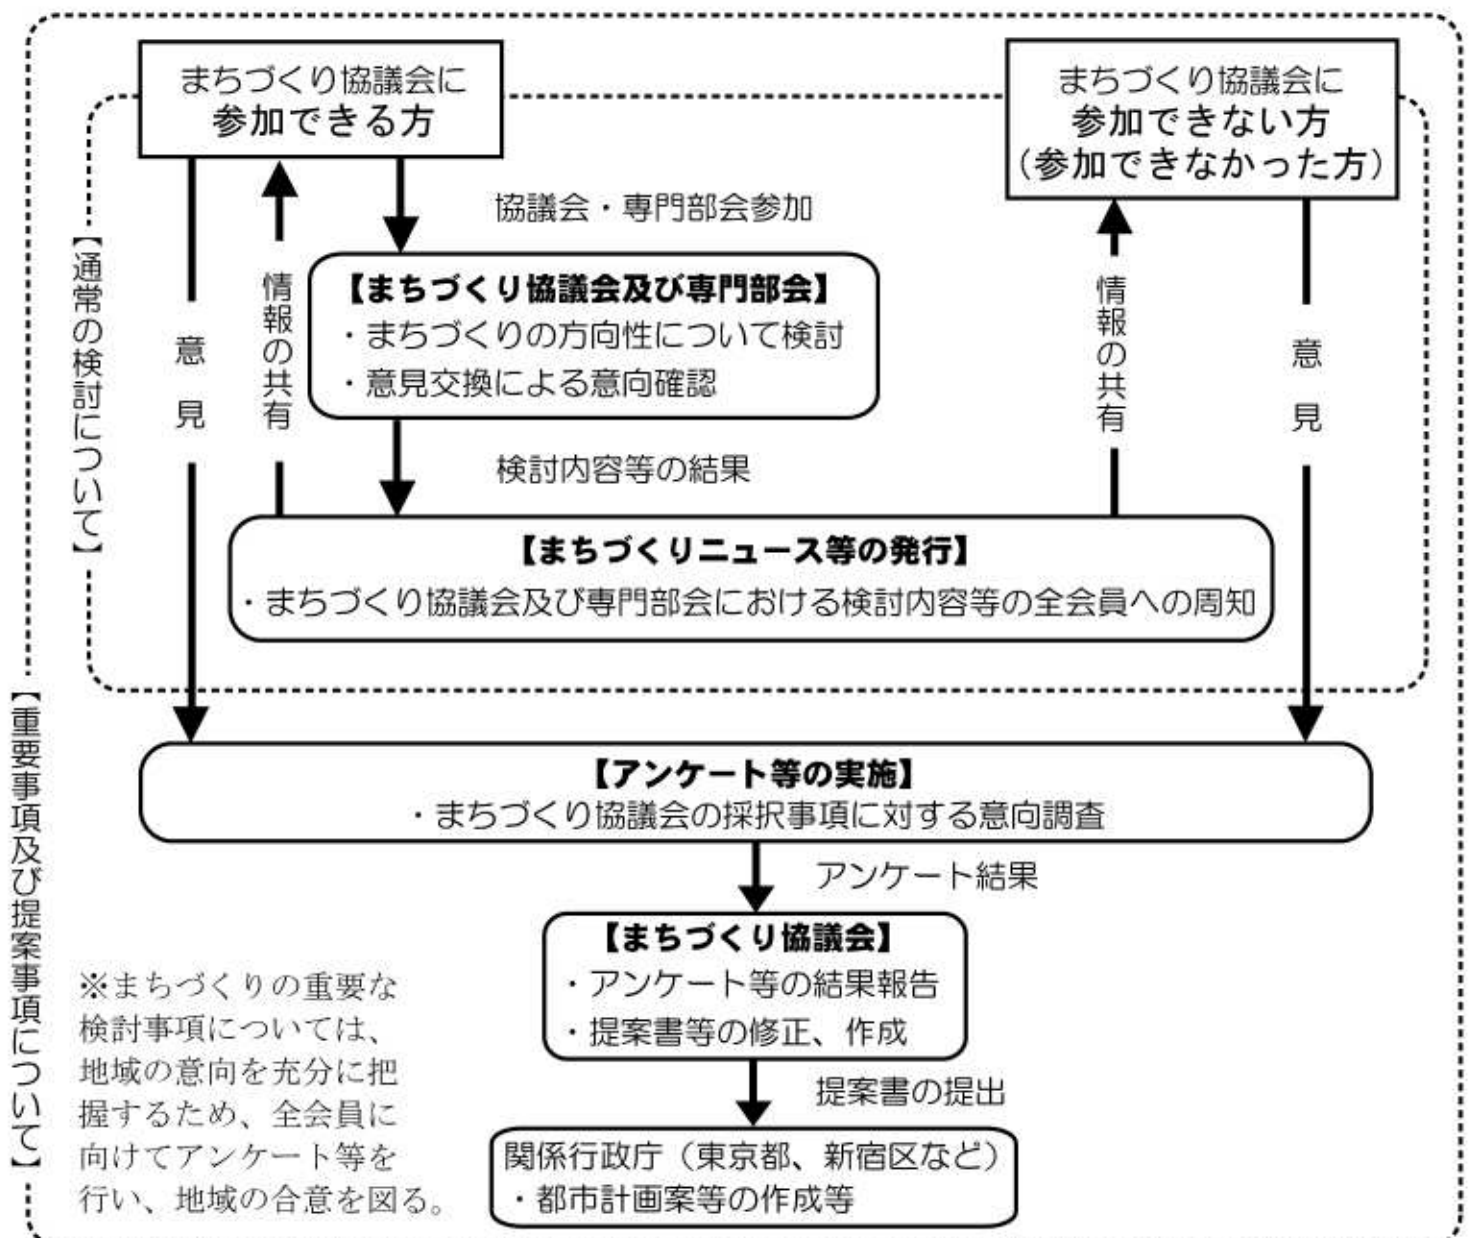 まちづくり協議会に
参加できる方
まちづくり協議会に
参加できない方
（参加できなかった方）
協議会・専門部会参加
【通常の検討について】
意見
情報の共有
【まちづくり協議会及び専門部会】
・まちづくりの方向性について検討
・意見交換による意向確認
情報の共有
意見
検討内容等の結果
【まちづくりニュース等の発行】
・まちづくり協議会及び専門部会における検討内容等の全会員への周知
【重要事項及び提案事項について】
【アンケート等の実施】
・まちづくり協議会の採択事項に対する意向調査
アンケート結果
【まちづくり協議会】
・アンケート等の結果報告
・提案書等の修正、作成
※まちづくりの重要な
検討事項については、
地域の意向を充分に把
握するため、全会員に
向けてアンケート等を
行い、地域の合意を図る。
提案書の提出
関係行政庁（東京都、新宿区など）
・都市計画案等の作成等